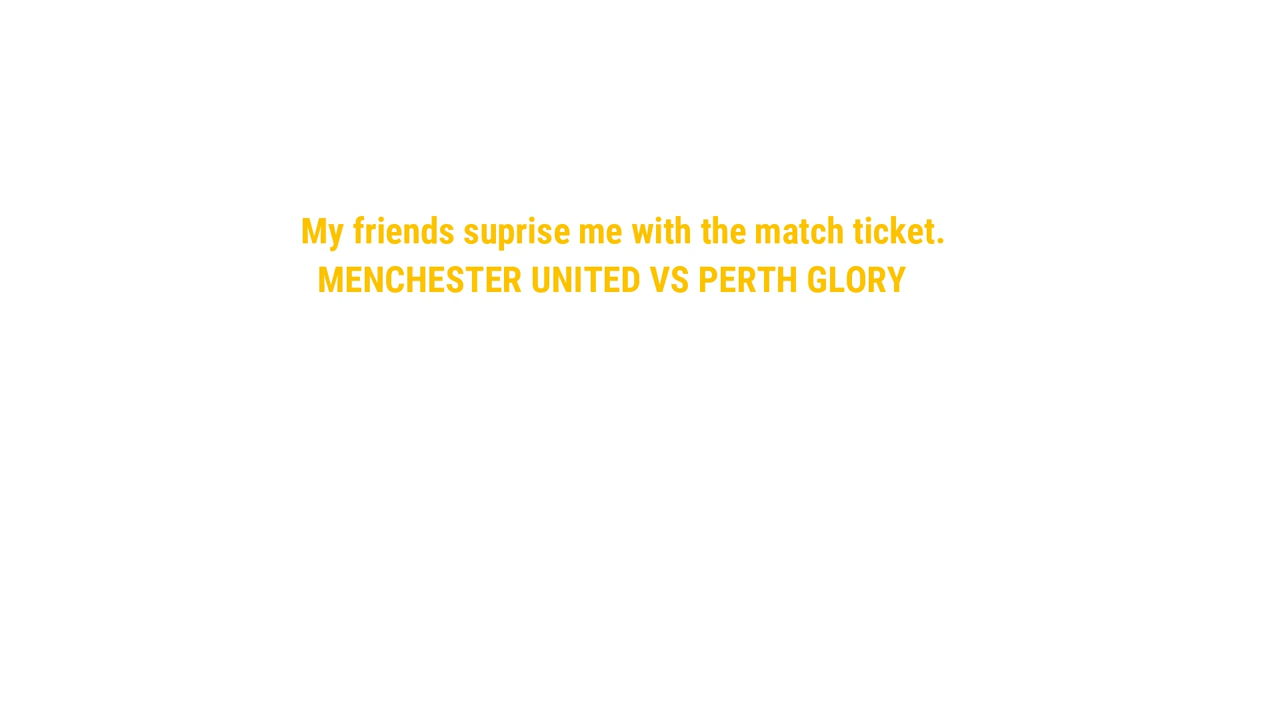 My friends suprise me with the match ticket.
MENCHESTER UNITED VS PERTH GLORY